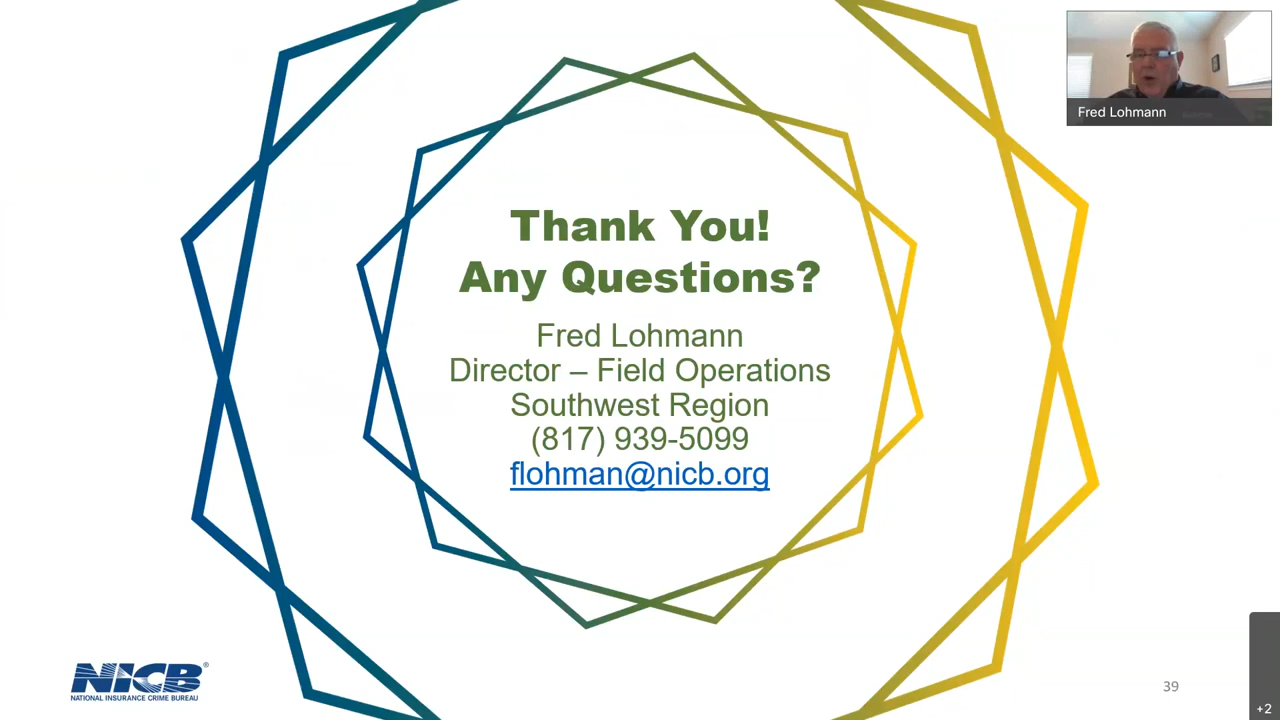 Fred Lohmann
Thank You!
Any Questions?
Fred Lohmann
Director – Field Operations
Southwest Region
(817) 939-5099
flohman@nicb.org
NICB®
NATIONAL INSURANCE CRIME BUREAU
39
+2